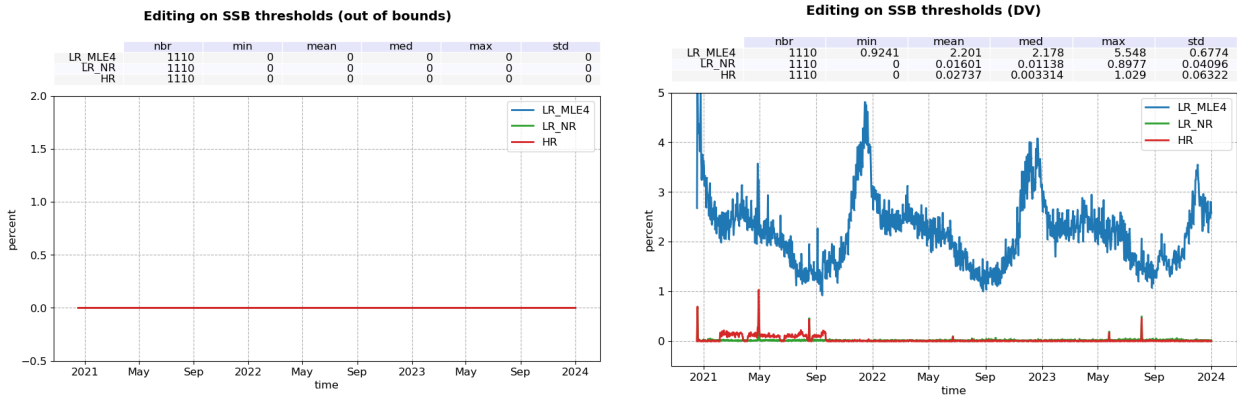 Editing on SSB thresholds (out of bounds)
nbr min mean med max std
LR_MLE4 1110 0 0 0 0 0
LR_NR 1110 0 0 0 0 0
HR 1110 0 0 0 0 0
2.0
1.5
1.0
0.5
0.0
−0.5
percent
LR_MLE4
LR_NR
HR
2021 May Sep 2022 May Sep 2023 May Sep 2024
time
Editing on SSB thresholds (DV)
nbr min mean med max std
LR_MLE4 1110 0.9241 2.201 2.178 5.548 0.6774
LR_NR 1110 0 0.01601 0.01138 0.8977 0.04096
HR 1110 0 0.02737 0.003314 1.029 0.06322
5
4
3
2
1
0
percent
LR_MLE4
LR_NR
HR
2021 May Sep 2022 May Sep 2023 May Sep 2024
time